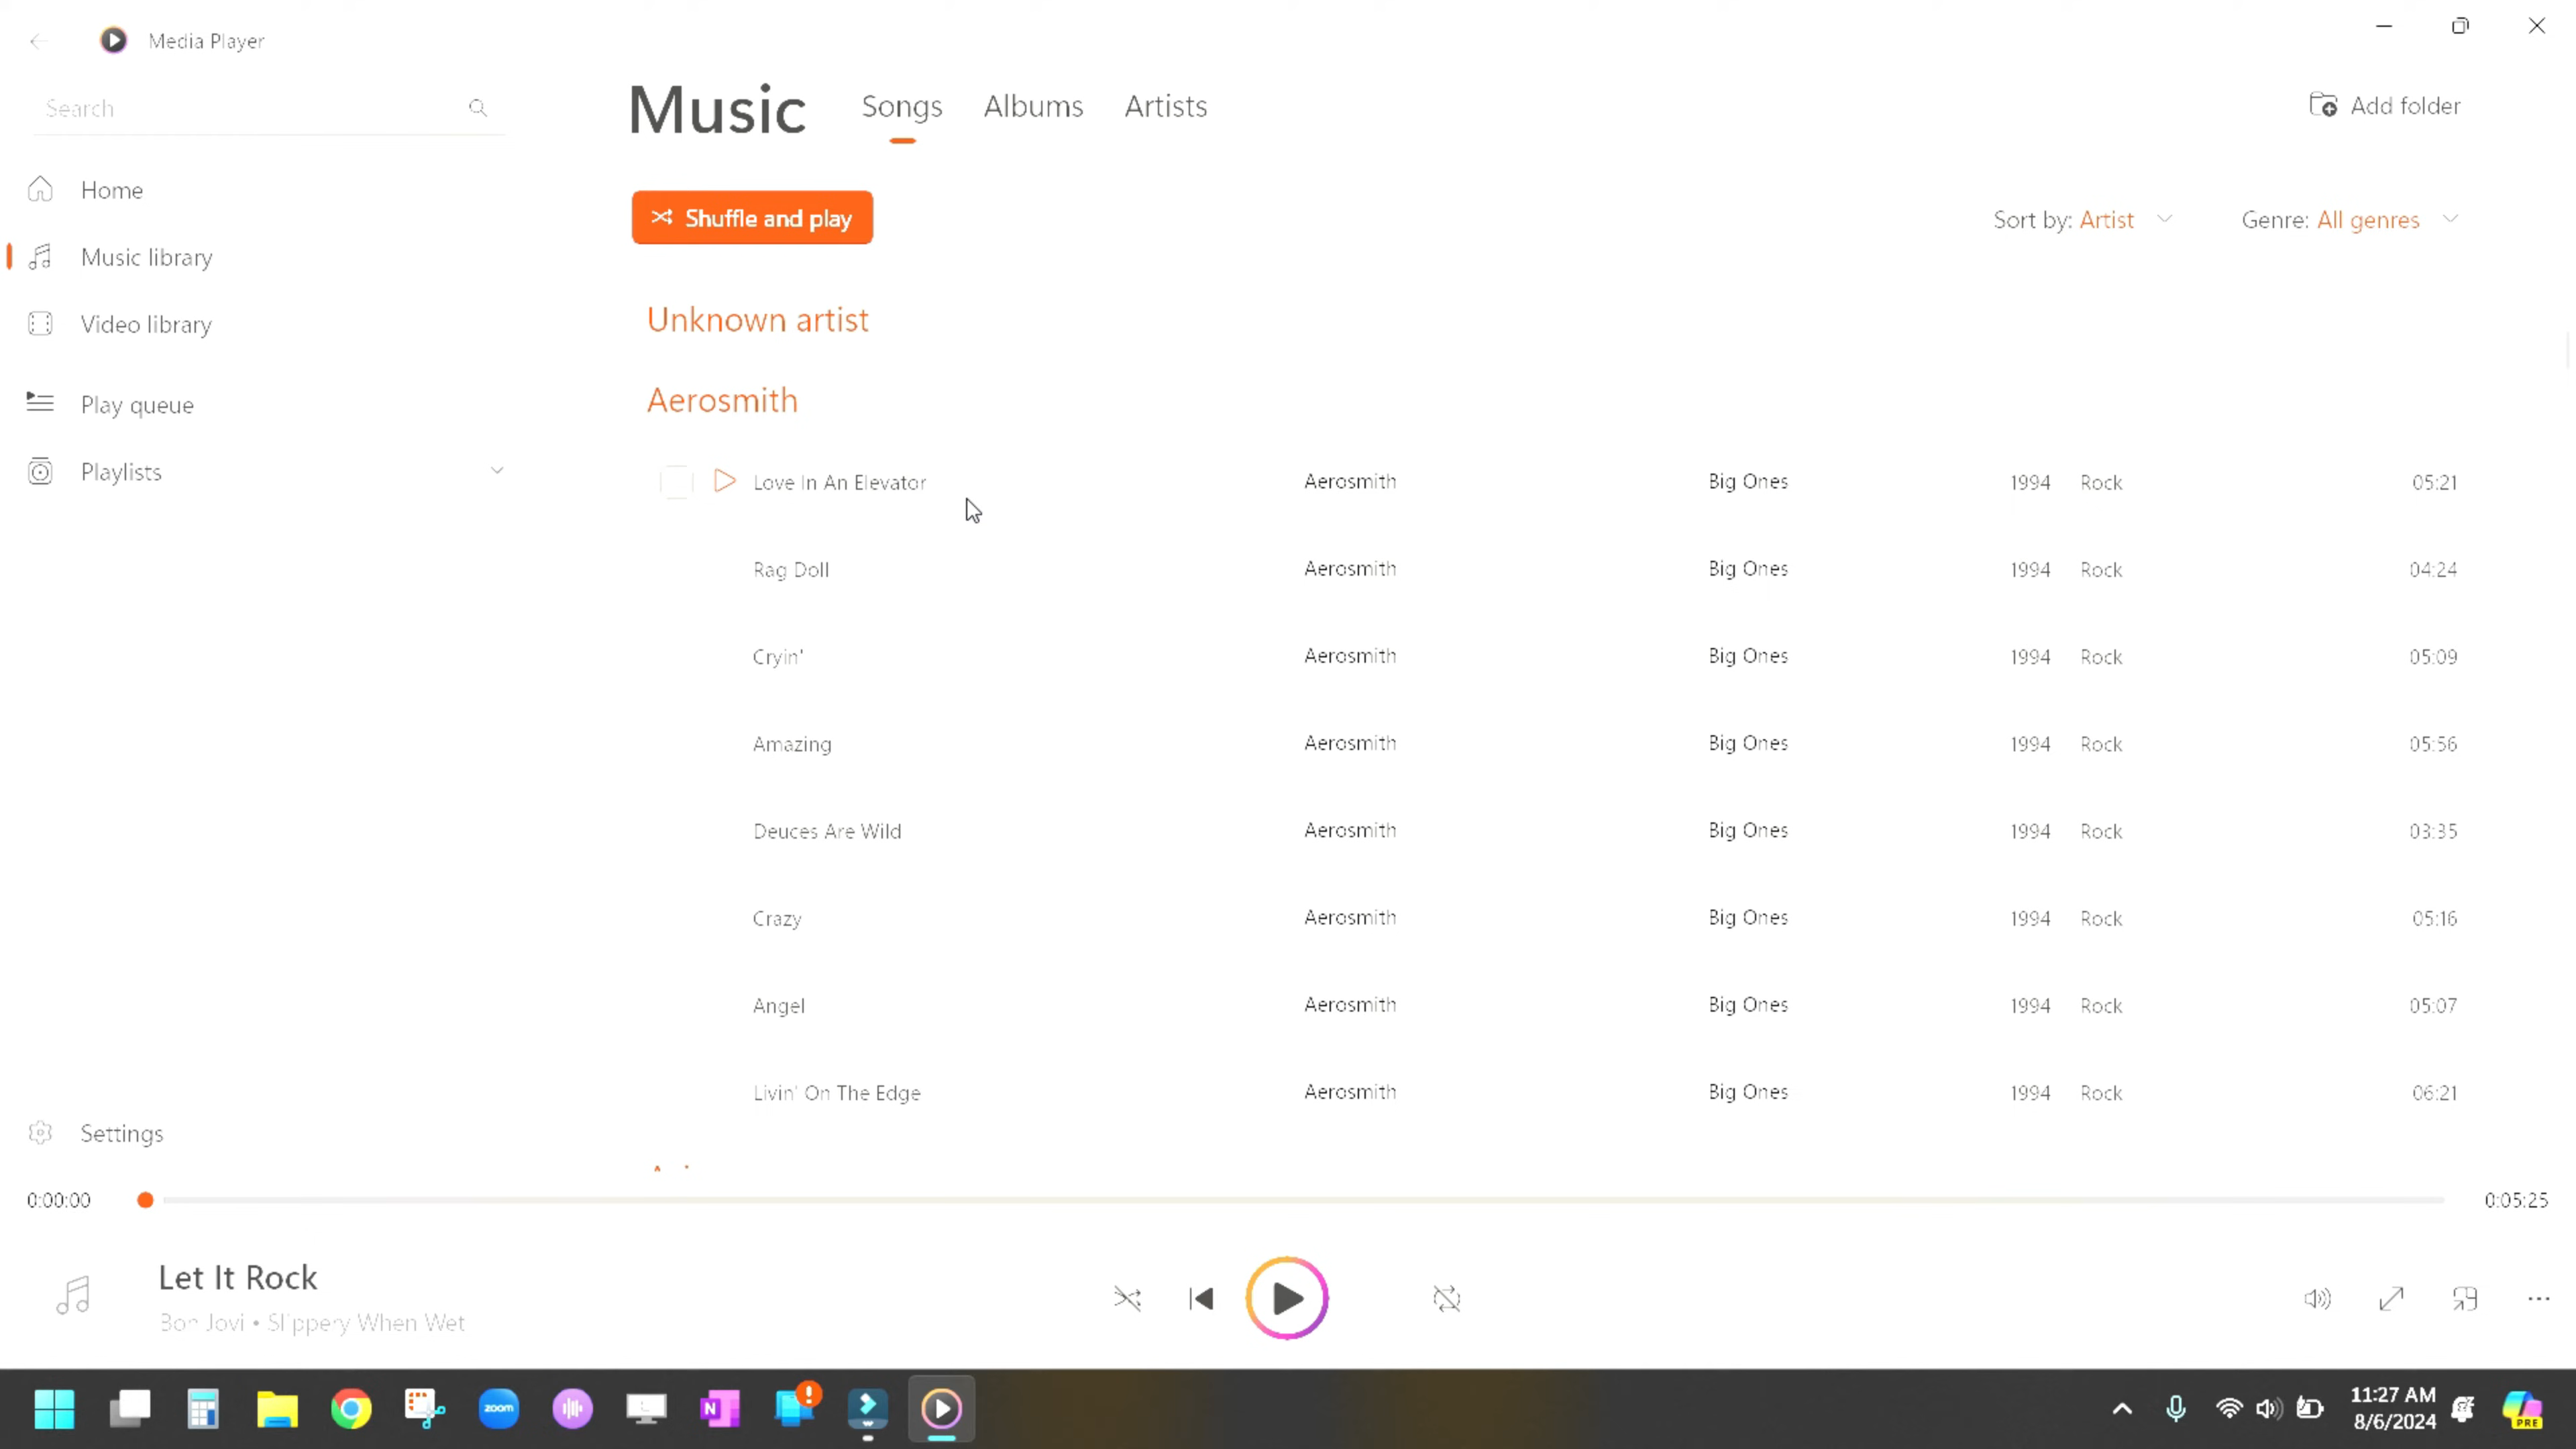 Media Player
Search
Home
Music library
Video library
Play queue
Playlists
Settings
Music Songs Albums Artists
Add folder
Shuffle and play
Sort by: Artist
Genre: All genres
Unknown artist
Aerosmith
Love In An Elevator Aerosmith Big Ones 1994 Rock 05:21
Rag Doll Aerosmith Big Ones 1994 Rock 04:24
Cryin' Aerosmith Big Ones 1994 Rock 05:09
Amazing Aerosmith Big Ones 1994 Rock 05:56
Deuces Are Wild Aerosmith Big Ones 1994 Rock 03:35
Crazy Aerosmith Big Ones 1994 Rock 05:16
Angel Aerosmith Big Ones 1994 Rock 05:07
Livin' On The Edge Aerosmith Big Ones 1994 Rock 06:21
0:00:00
0:05:25
Let It Rock
Bon Jovi • Slippery When Wet
zoom
N
11:27 AM
8/6/2024
PRE